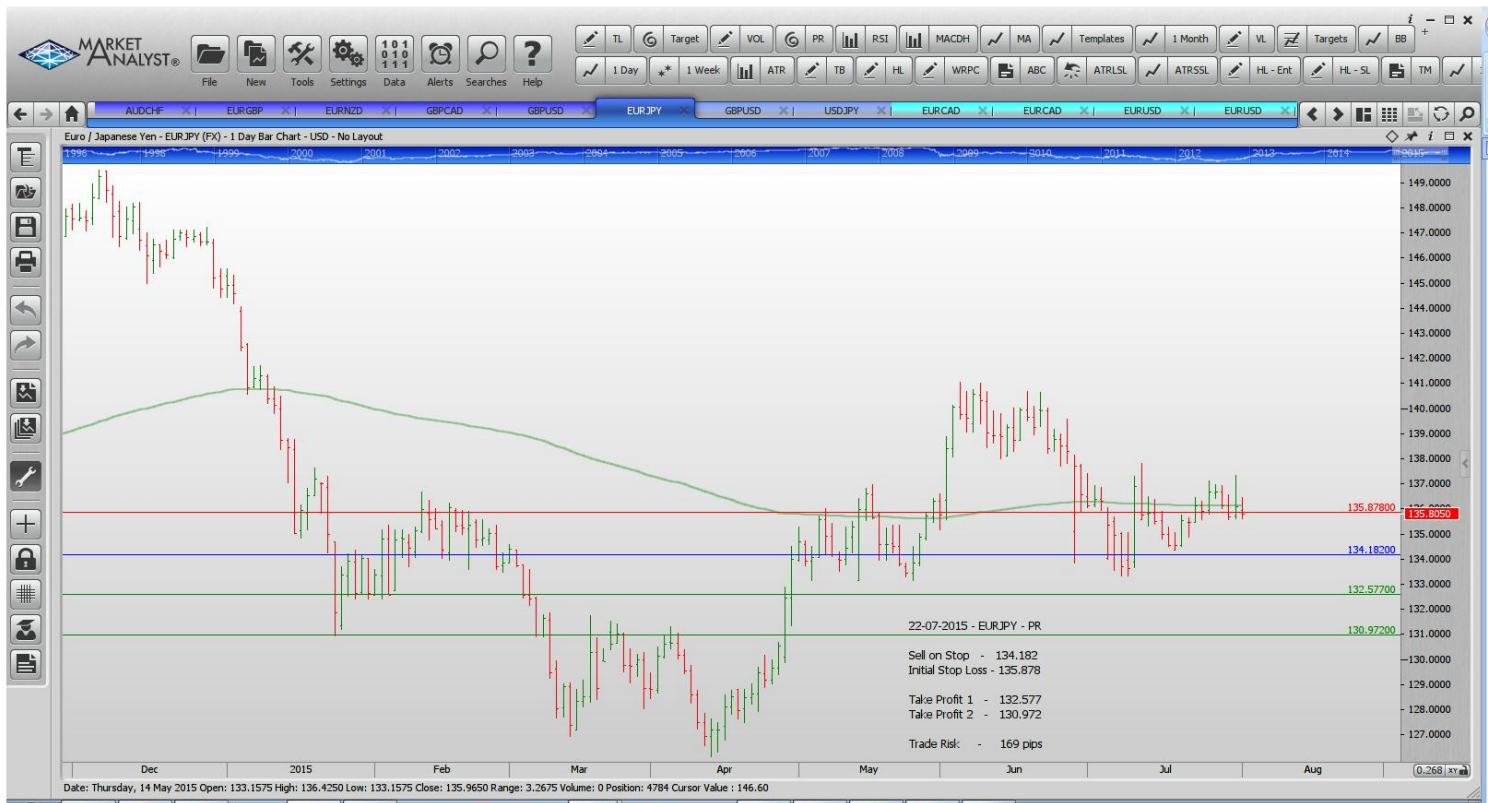 i
MARKET
ANALYST®
File New Tools Settings Data Alerts Searches Help
TL Target VOL PR RSI MACDH MA Templates 1 Month VL Targets BB
1 Day 1 Week ATR TB HL WRPC ABC ATRLSL ATRSSL HL - Ent HL - SL TM
AUDCHF EURGBP EURNZD GBPCAD GBPUSD EURJPY GBPUSD USDJPY EURCAD EURCAD EURUSD EURUSD
Euro / Japanese Yen - EURJPY (FX) - 1 Day Bar Chart - USD - No Layout
1996 1998 1999 2000 2001 2002 2003 2004 2005 2006 2007 2008 2009 2010 2011 2012 2013 2014 2015
149.0000
148.0000
147.0000
146.0000
145.0000
144.0000
143.0000
142.0000
141.0000
140.0000
139.0000
138.0000
137.0000
135.87800
135.8050
135.0000
134.18200
134.0000
133.0000
132.57700
132.0000
130.97200
131.0000
130.0000
129.0000
128.0000
127.0000
22-07-2015 - EURJPY - PR
Sell on Stop - 134.182
Initial Stop Loss - 135.878
Take Profit 1 - 132.577
Take Profit 2 - 130.972
Trade Risk - 169 pips
Dec 2015 Feb Mar Apr May Jun Jul Aug
0.268 XY
Date: Thursday, 14 May 2015 Open: 133.1575 High: 136.4250 Low: 133.1575 Close: 135.9650 Range: 3.2675 Volume: 0 Position: 4784 Cursor Value : 146.60